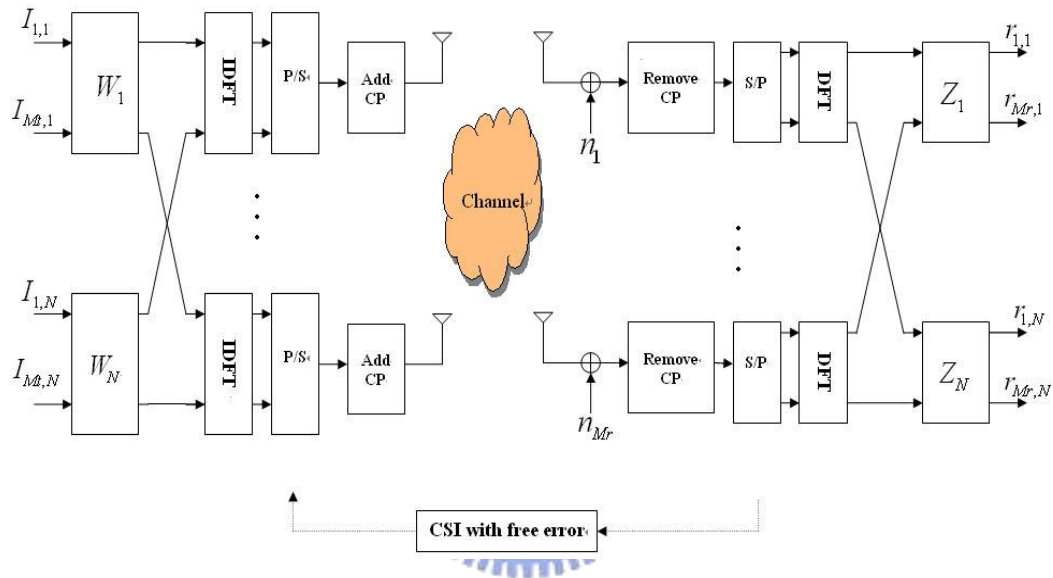 I1,1
IMt,1
W1
IDFT
P/S
Add
CP
n1
Remove
CP
S/P
DFT
Z1
r1,1
rMr,1
Channel
I1,N
IMt,N
WN
IDFT
P/S
Add
CP
nMr
Remove
CP
S/P
DFT
ZN
r1,N
rMr,N
CSI with free error